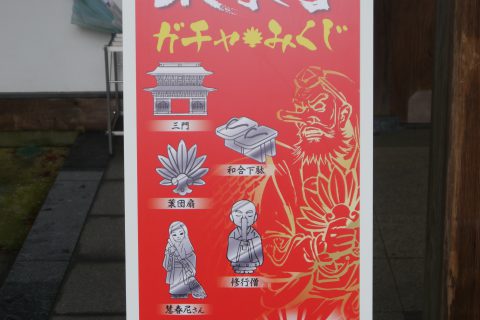 ガチャみくじ
三門
和合下駄
葉団扇
慧春尼さん
修行僧